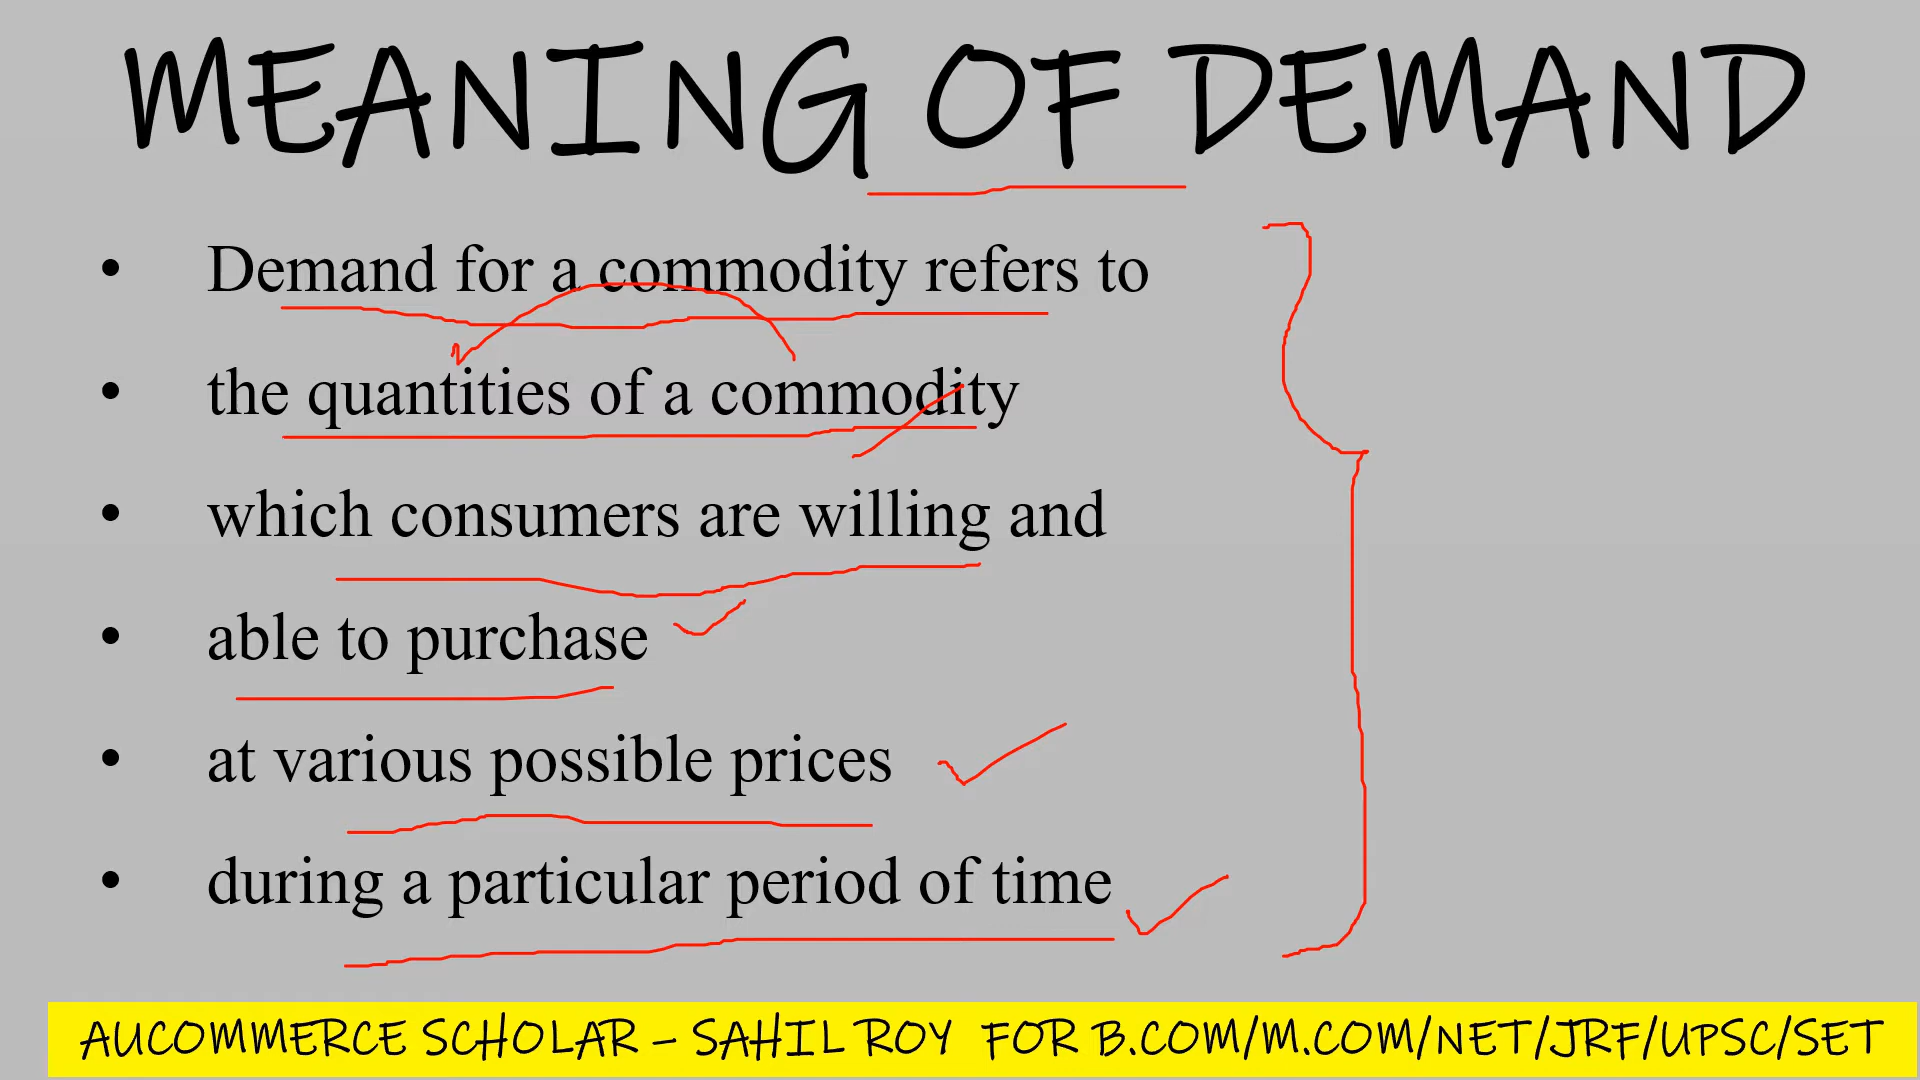 MEANING OF DEMAND
• Demand for a commodity refers to
• the quantities of a commodity
• which consumers are willing and
• able to purchase
• at various possible prices
• during a particular period of time
AUCOMMERCE SCHOLAR – SAHIL ROY FOR B.COM/M.COM/NET/JRF/UPSC/SET